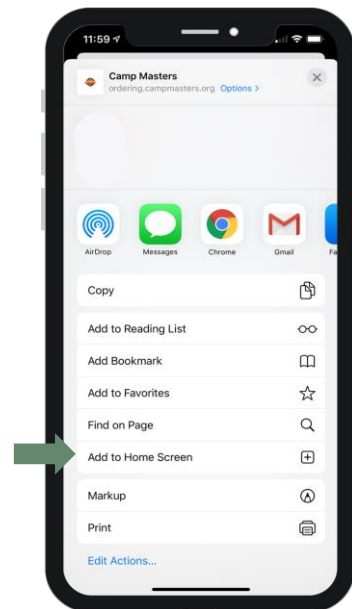 11:59
Camp Masters
ordering.campmasters.org Options >
AirDrop Messages Chrome Gmail Fa
Copy
Add to Reading List
Add Bookmark
Add to Favorites
Find on Page
Add to Home Screen
Markup
Print
Edit Actions...